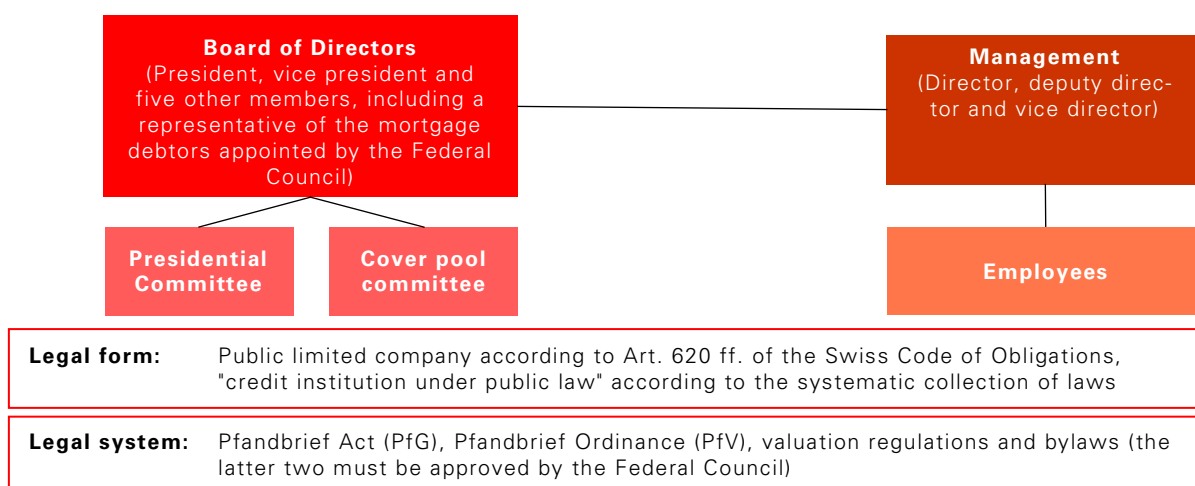 Board of Directors
(President, vice president and
five other members, including a
representative of the mortgage
debtors appointed by the Federal
Council)
Management
(Director, deputy direc-
tor and vice director)
Presidential
Committee
Cover pool
committee
Employees
Legal form: Public limited company according to Art. 620 ff. of the Swiss Code of Obligations,
"credit institution under public law" according to the systematic collection of laws
Legal system: Pfandbrief Act (PfG), Pfandbrief Ordinance (PfV), valuation regulations and bylaws (the
latter two must be approved by the Federal Council)